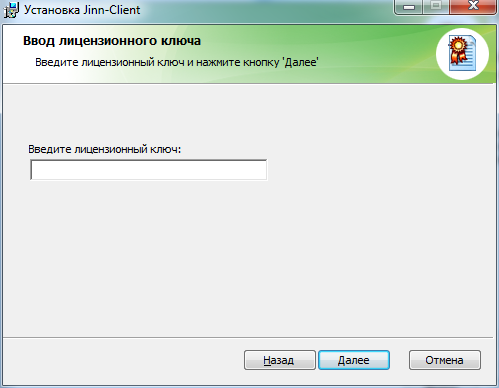 Установка Jinn-Client
Ввод лицензионного ключа
Введите лицензионный ключ и нажмите кнопку 'Далее'
Введите лицензионный ключ:
Назад
Далее
Отмена